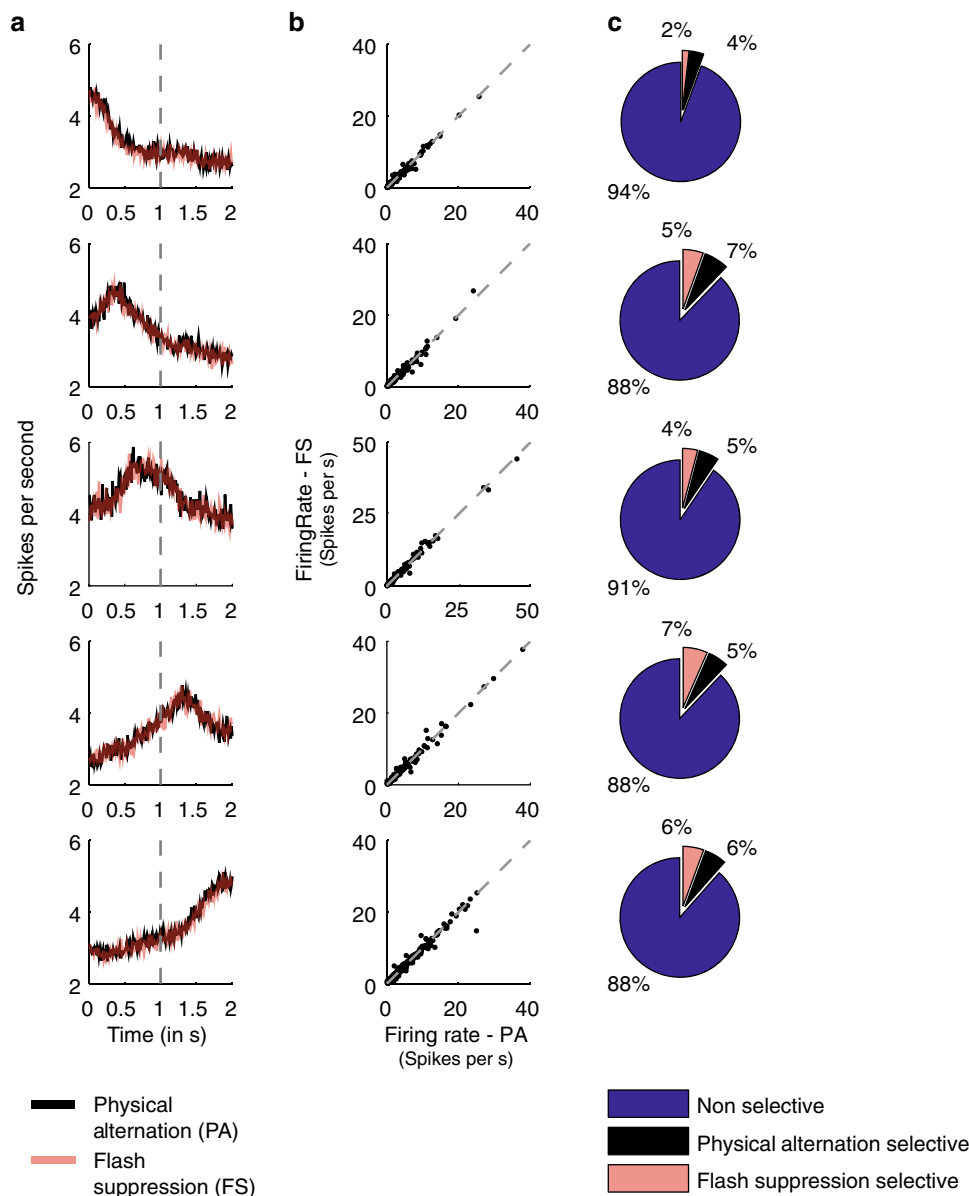 a
b
c
6
4
2
0 0.5 1 1.5 2
40
20
0
0 20 40
2%
4%
94%
6
4
2
0 0.5 1 1.5 2
40
20
0
0 20 40
5%
7%
88%
6
4
2
0 0.5 1 1.5 2
50
25
0
0 25 50
4%
5%
91%
6
4
2
0 0.5 1 1.5 2
40
20
0
0 20 40
7%
5%
88%
6
4
2
0 0.5 1 1.5 2
40
20
0
0 20 40
6%
6%
88%
Spikes per second
Time (in s)
FiringRate - FS
(Spikes per s)
Firing rate - PA
(Spikes per s)
Physical
alternation (PA)
Flash
suppression (FS)
Non selective
Physical alternation selective
Flash suppression selective